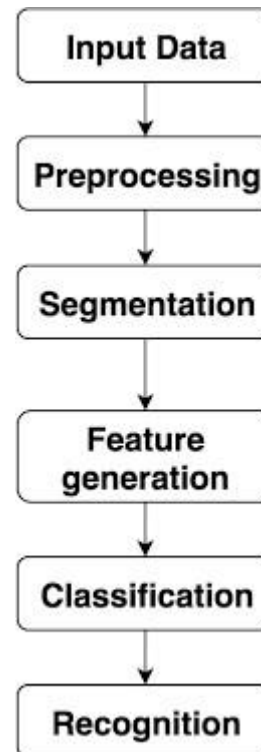 Input Data
Preprocessing
Segmentation
Feature
generation
Classification
Recognition